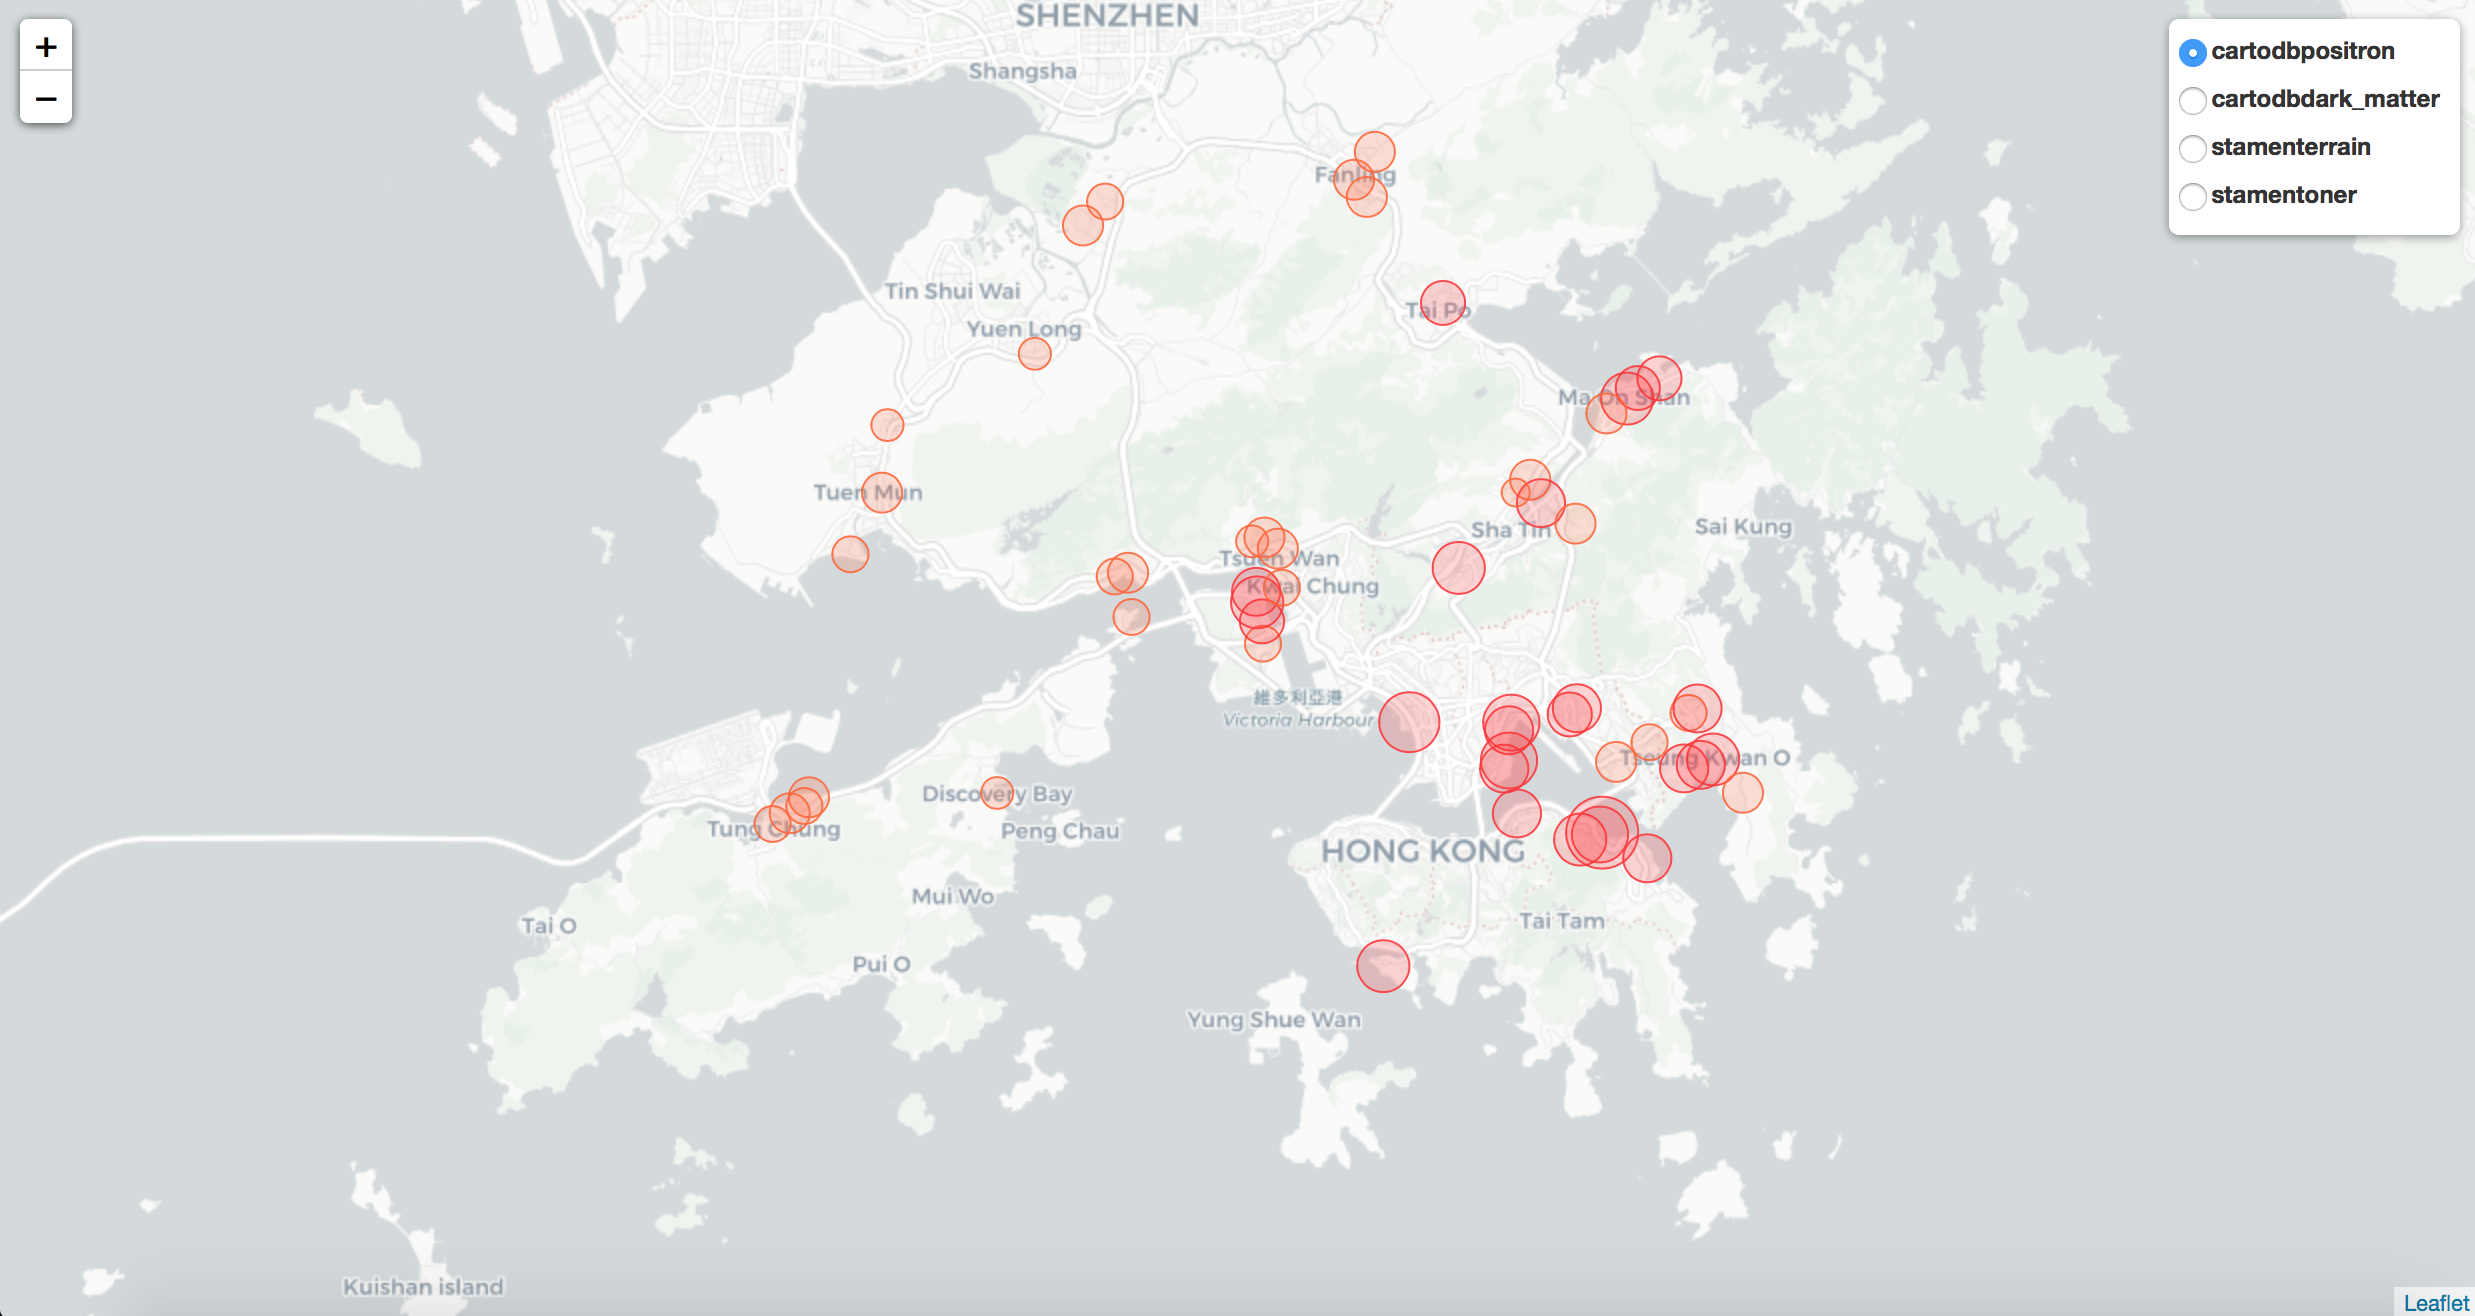 +
−
SHENZHEN
Shangsha
Fanling
Tin Shui Wai
Yuen Long
Tai Po
Ma On Shan
Tuen Mun
Sha Tin
Sai Kung
Tsuen Wan
Kwai Chung
維多利亞港
Victoria Harbour
Tseung Kwan O
Discovery Bay
Tung Chung
Peng Chau
HONG KONG
Mui Wo
Tai O
Tai Tam
Pui O
Yung Shue Wan
Kuishan island
cartodbpositron
cartodbdark_matter
stamenterrain
stamentoner
Leaflet